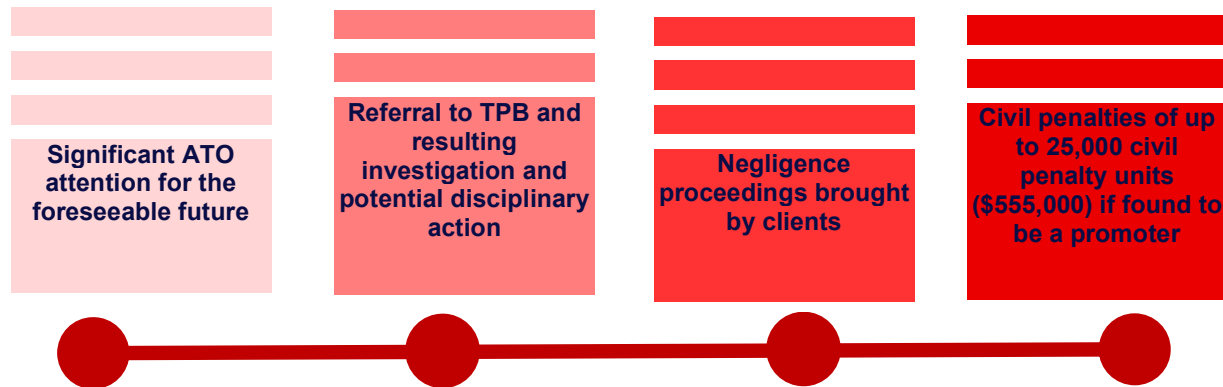 Significant ATO
attention for the
foreseeable future
Referral to TPB and
resulting
investigation and
potential disciplinary
action
Negligence
proceedings brought
by clients
Civil penalties of up
to 25,000 civil
penalty units
($555,000) if found to
be a promoter